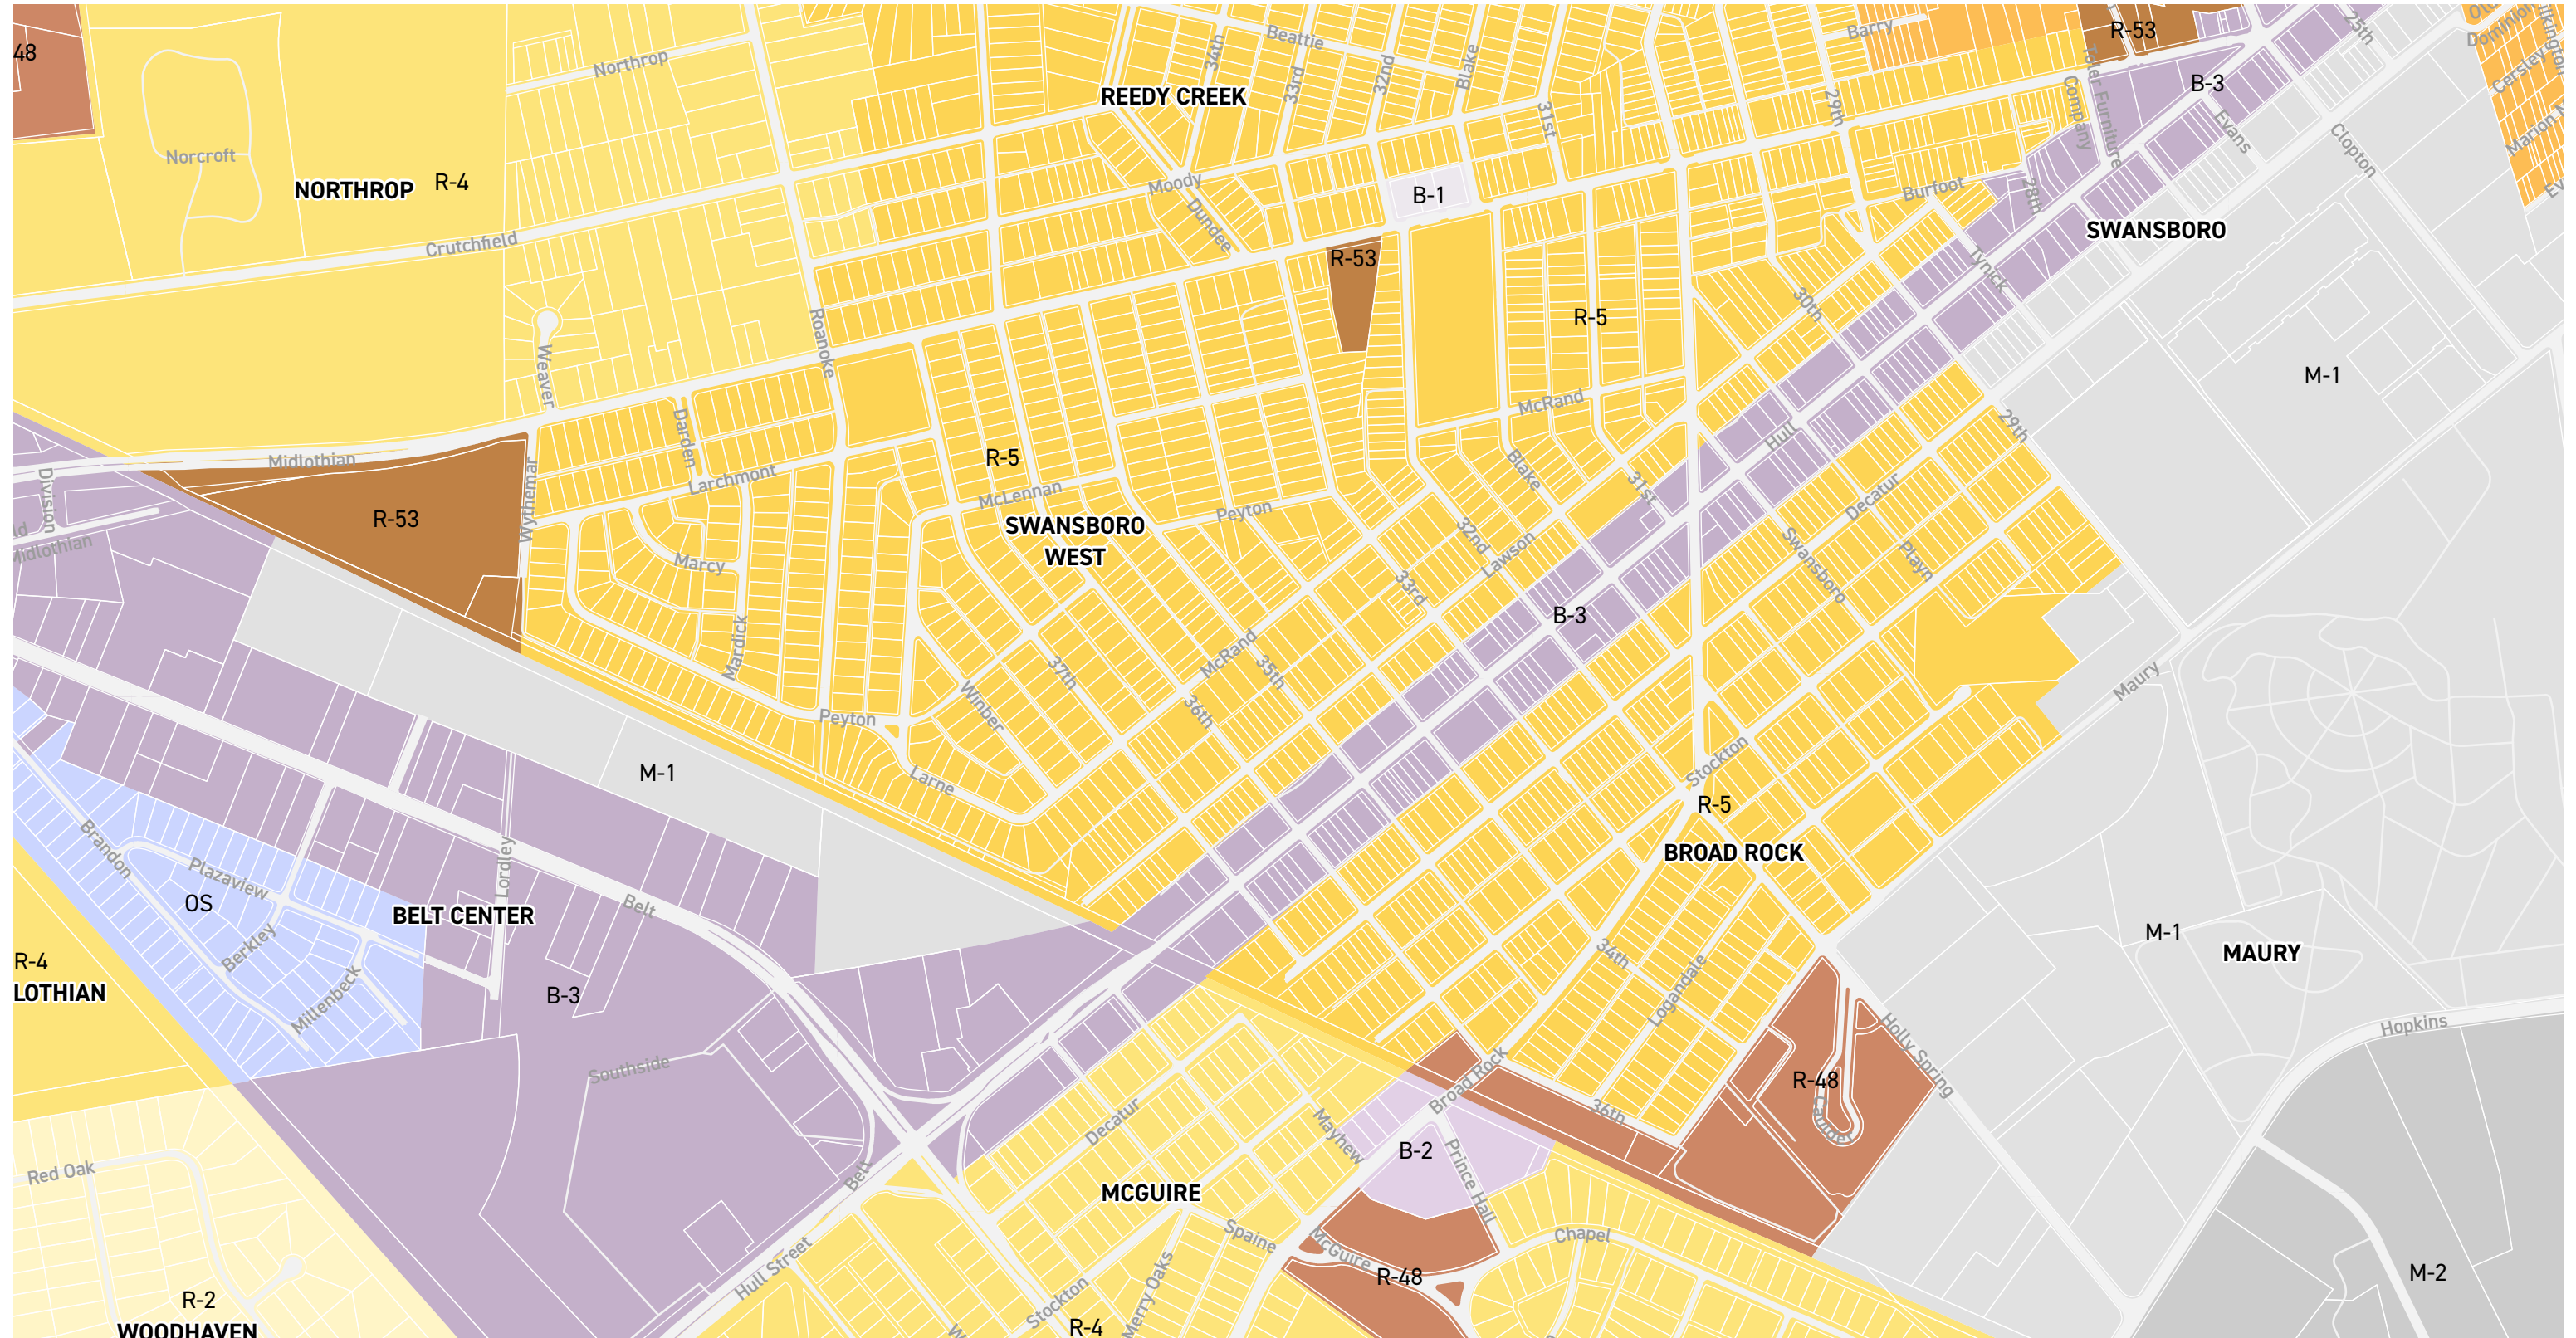 48
Northrop
34th
Beattie
33rd
32nd
Blake
Barry
R-53
25th
Dominion
REEDY CREEK
31st
29th
Toler Furniture
Company
B-3
Evans
Cersley
Clopton
Norcroft
NORTHROP
R-4
Moody
B-1
Burfoot
28th
SWANSBORO
Crutchfield
Dundee
R-53
Tynick
30th
R-5
Roanoke
Weaver
M-1
McRand
Darden
29th
Midlothian
R-5
Hull
Division
Wythemar
Larchmont
McLennan
Blake
31st
Decatur
R-53
Peyton
SWANSBORO
WEST
32nd
Lawson
Swansboro
Playn
Midlothian
Marcy
33rd
B-3
Mardick
McRand
35th
37th
Maury
Winber
36th
Peyton
M-1
Larne
Stockton
R-5
Brandon
Plazaview
Lordley
BROAD ROCK
OS
Belt
BELT CENTER
Berkley
34th
M-1
MAURY
R-4
LOTHIAN
B-3
Millenbeck
Logandale
Hopkins
Holly Spring
Southside
Broad Rock
R-48
36th
Decatur
Mayhew
B-2
Prince Hall
Red Oak
Belt
MCGUIRE
Spaine
McGuire
Chapel
Hull Street
R-48
M-2
R-2
Stockton
Merry Oaks
R-4
WOODHAVEN